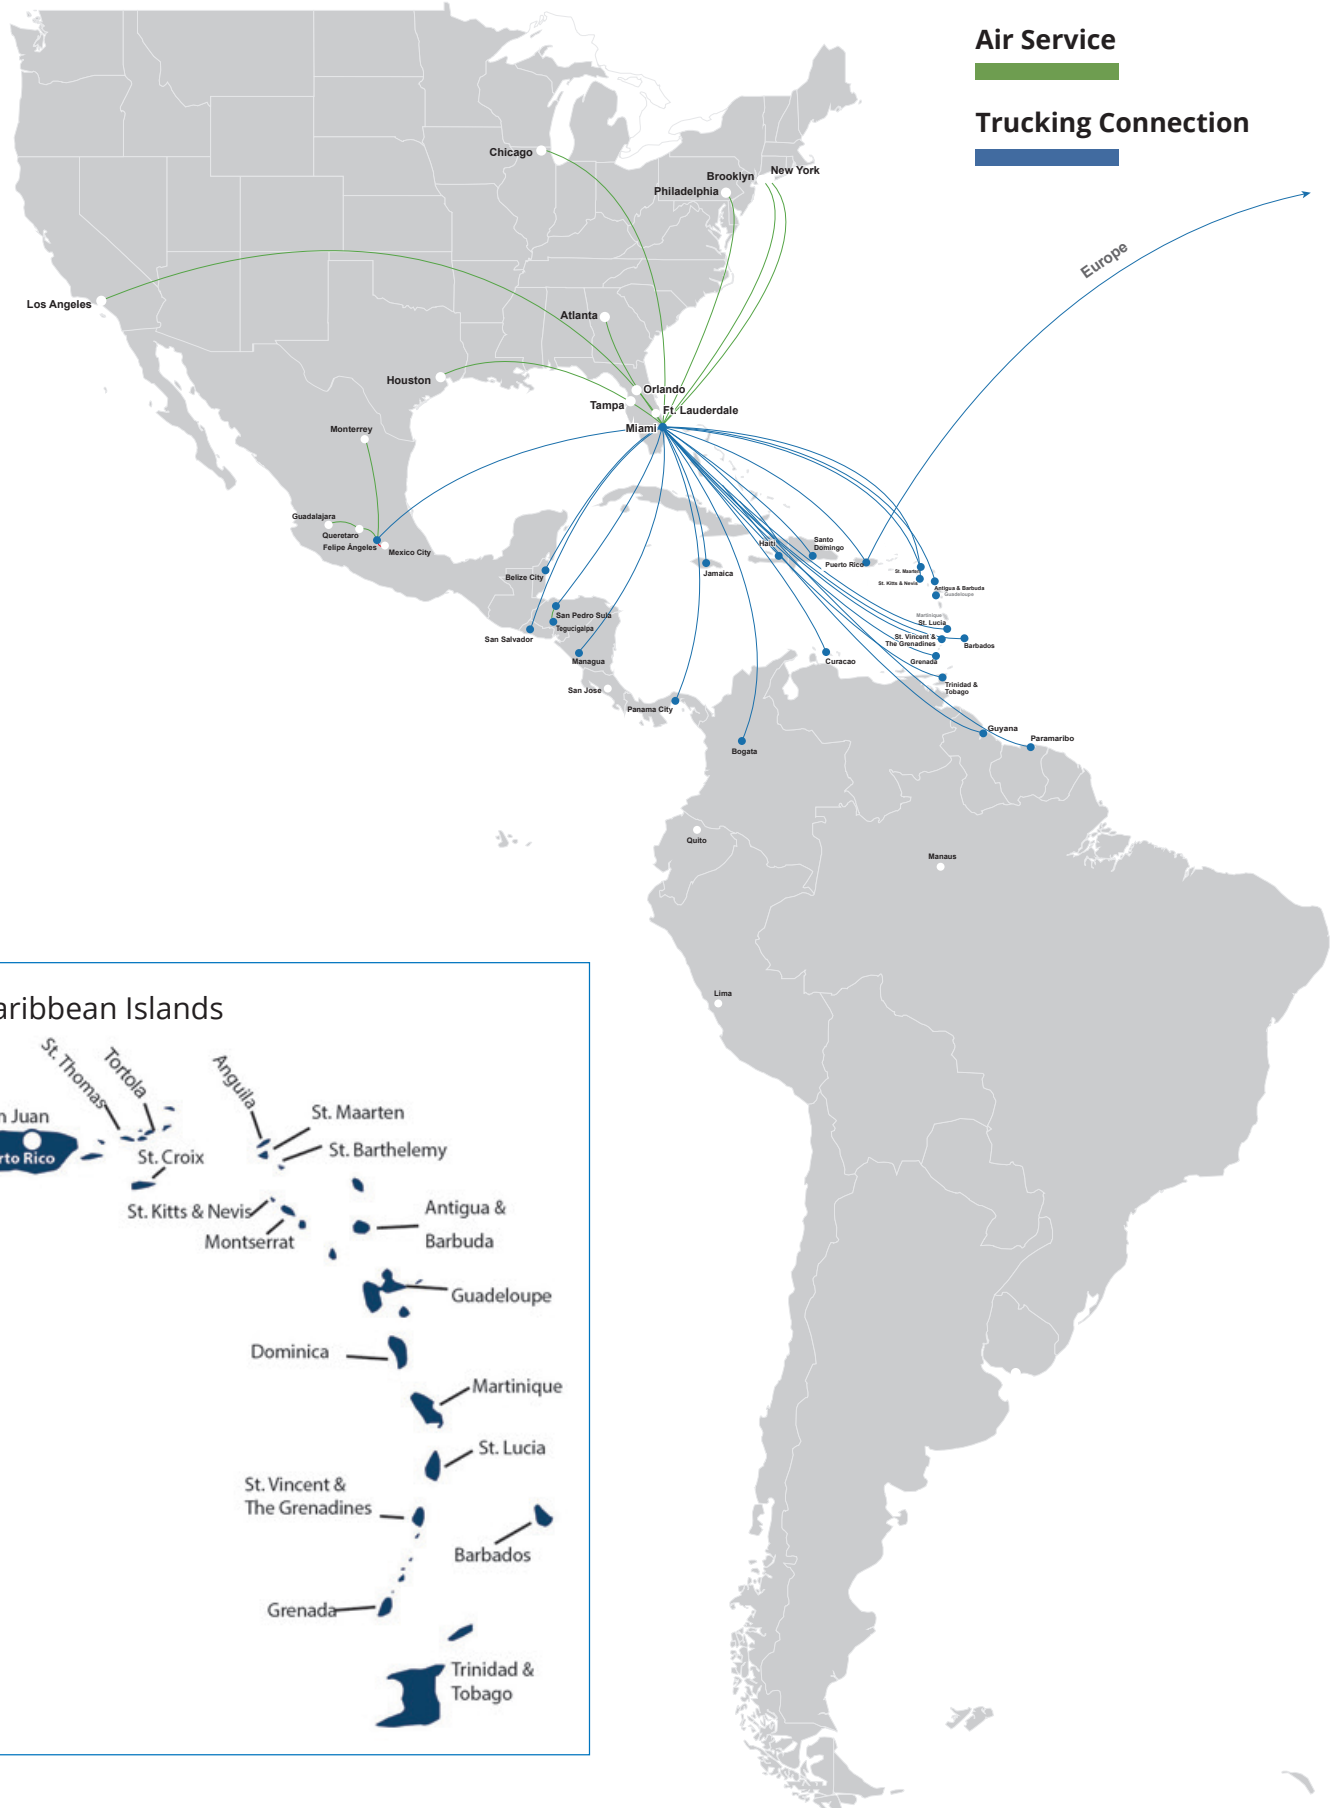 Air Service
Trucking Connection
Chicago
Brooklyn
New York
Philadelphia
Europe
Los Angeles
Atlanta
Houston
Orlando
Tampa
Ft. Lauderdale
Miami
Monterrey
Guadalajara
Queretaro
Felipe Ángeles
Mexico City
Haiti
Santo
Domingo
Puerto Rico
Jamaica
Belize City
St. Maarten
St. Kitts & Nevis
Antigua & Barbuda
Guadeloupe
Martinique
St. Lucia
St. Vincent &
The Grenadines
Barbados
Grenada
Trinidad &
Tobago
San Pedro Sula
Tegucigalpa
San Salvador
Managua
Curacao
San Jose
Panama City
Bogata
Guyana
Paramaribo
Quito
Manaus
Lima
aribbean Islands
St. Thomas
Tortola
Anguila
n Juan
rto Rico
St. Maarten
St. Barthelemy
St. Croix
St. Kitts & Nevis
Montserrat
Antigua &
Barbuda
Guadeloupe
Dominica
Martinique
St. Lucia
St. Vincent &
The Grenadines
Barbados
Grenada
Trinidad &
Tobago